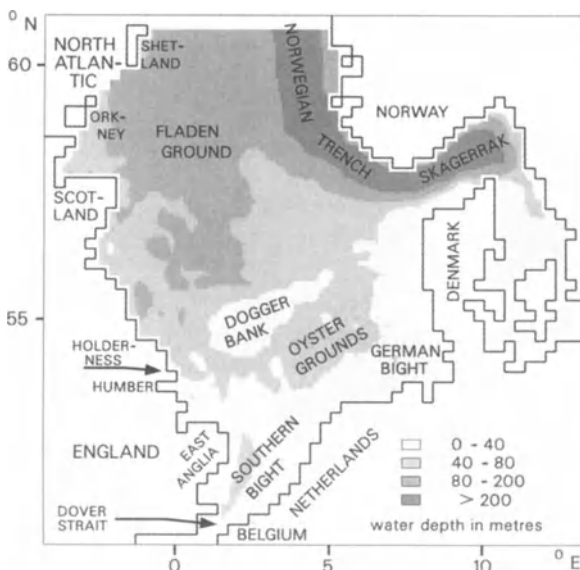 N
60
55
NORTH
ATLAN-
TIC
SHET-
LAND
ORK-
NEY
FLADEN
GROUND
NORWEGIAN
TRENCH
NORWAY
SKAGERRAK
SCOT-
LAND
DENMARK
DOGGER
BANK
OYSTER
GROUNDS
GERMAN
BIGHT
HOLDER-
NESS
HUMBER
ENGLAND
EAST
ANGLIA
SOUTHERN
BIGHT
NETHERLANDS
DOVER
STRAIT
BELGIUM
0 - 40
40 - 80
80 - 200
> 200
water depth in metres
0
5
10
° E